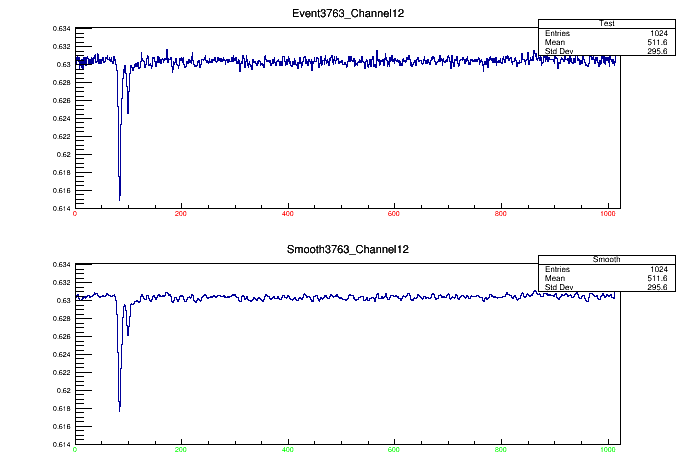 Event3763_Channel12
Test
Entries 1024
Mean 511.6
Std Dev 295.6
0.634
0.632
0.63
0.628
0.626
0.624
0.622
0.62
0.618
0.616
0.614
0 200 400 600 800 1000
Smooth3763_Channel12
Smooth
Entries 1024
Mean 511.6
Std Dev 295.6
0.634
0.632
0.63
0.628
0.626
0.624
0.622
0.62
0.618
0.616
0.614
0 200 400 600 800 1000